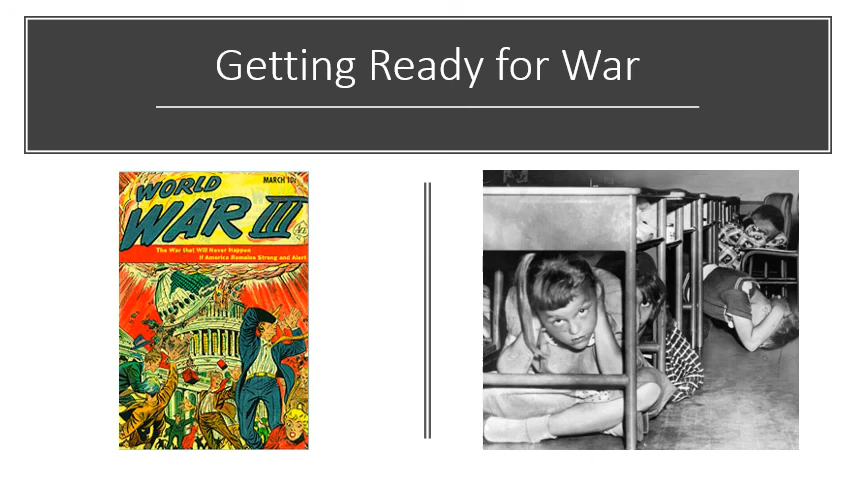 Getting Ready for War
MARCH 10¢
WORLD
WAR III
The War that Will Never Happen
If America Remains Strong and Alert